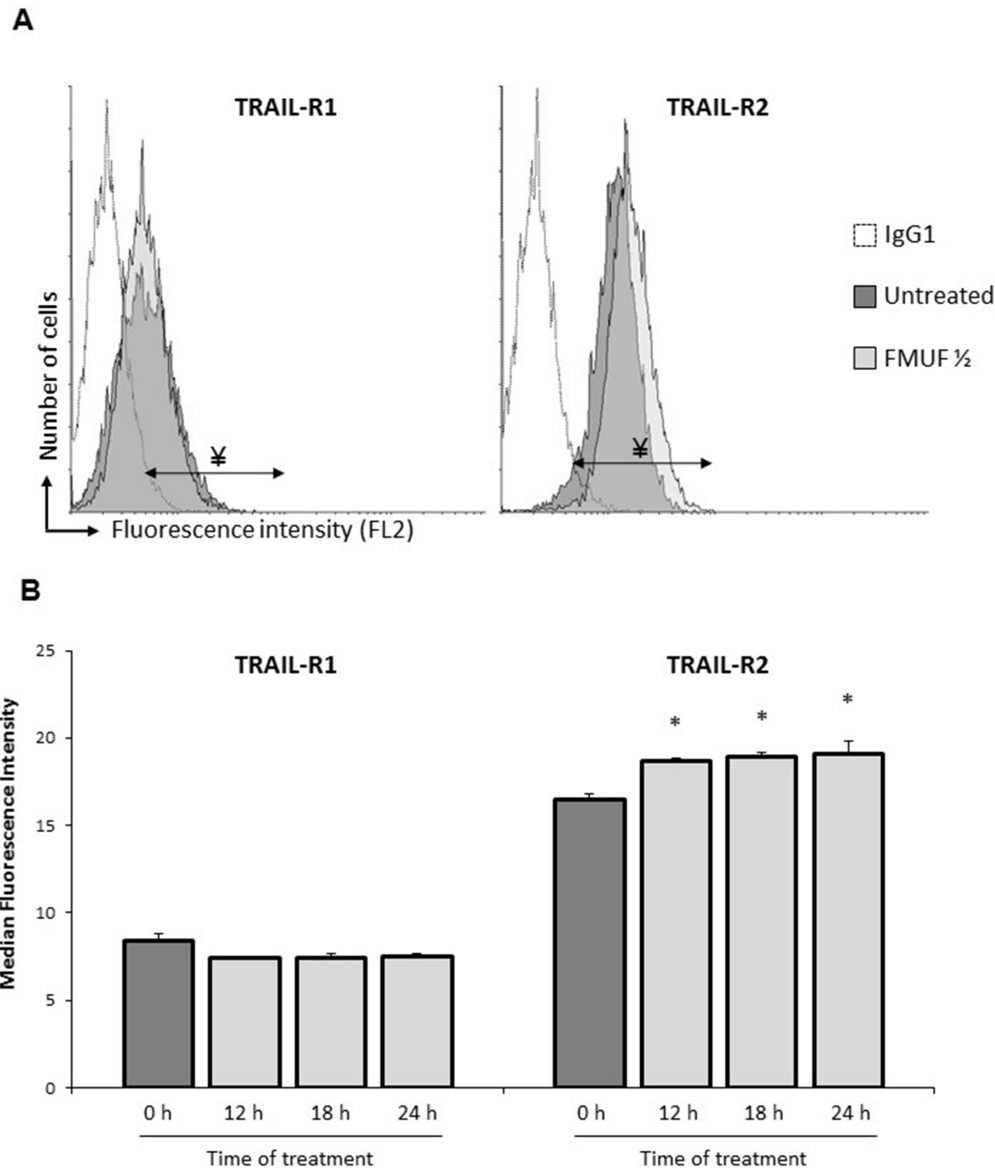 A
TRAIL-R1
TRAIL-R2
IgG1
Untreated
FMUF ½
¥
¥
Number of cells
Fluorescence intensity (FL2)
B
TRAIL-R1
TRAIL-R2
Median Fluorescence Intensity
25
20
15
10
5
0
* * *
0 h 12 h 18 h 24 h 0 h 12 h 18 h 24 h
Time of treatment Time of treatment